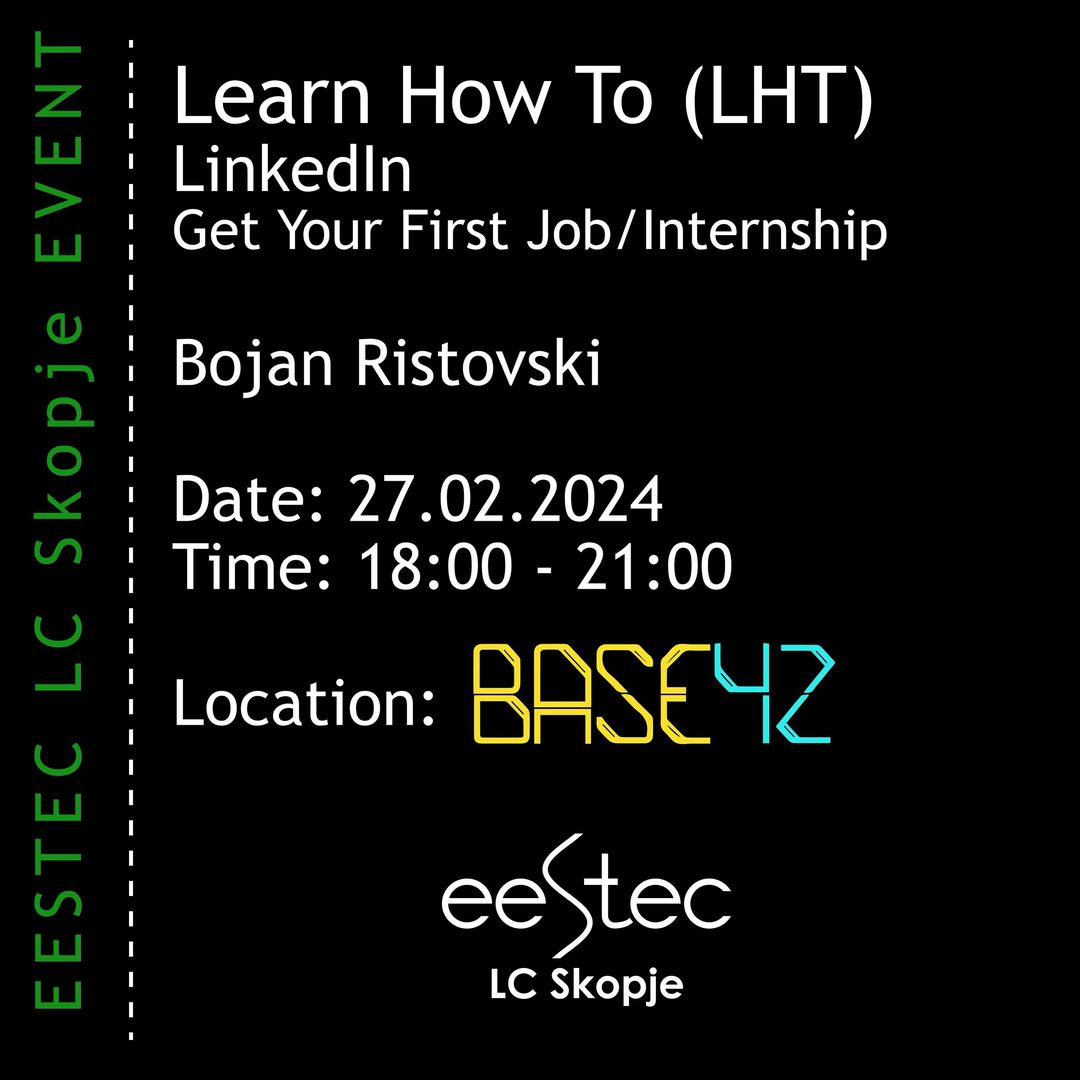 EESTEC LC Skopje EVENT
Learn How To (LHT)
LinkedIn
Get Your First Job/Internship
Bojan Ristovski
Date: 27.02.2024
Time: 18:00 - 21:00
Location: BASE42
eestec
LC Skopje